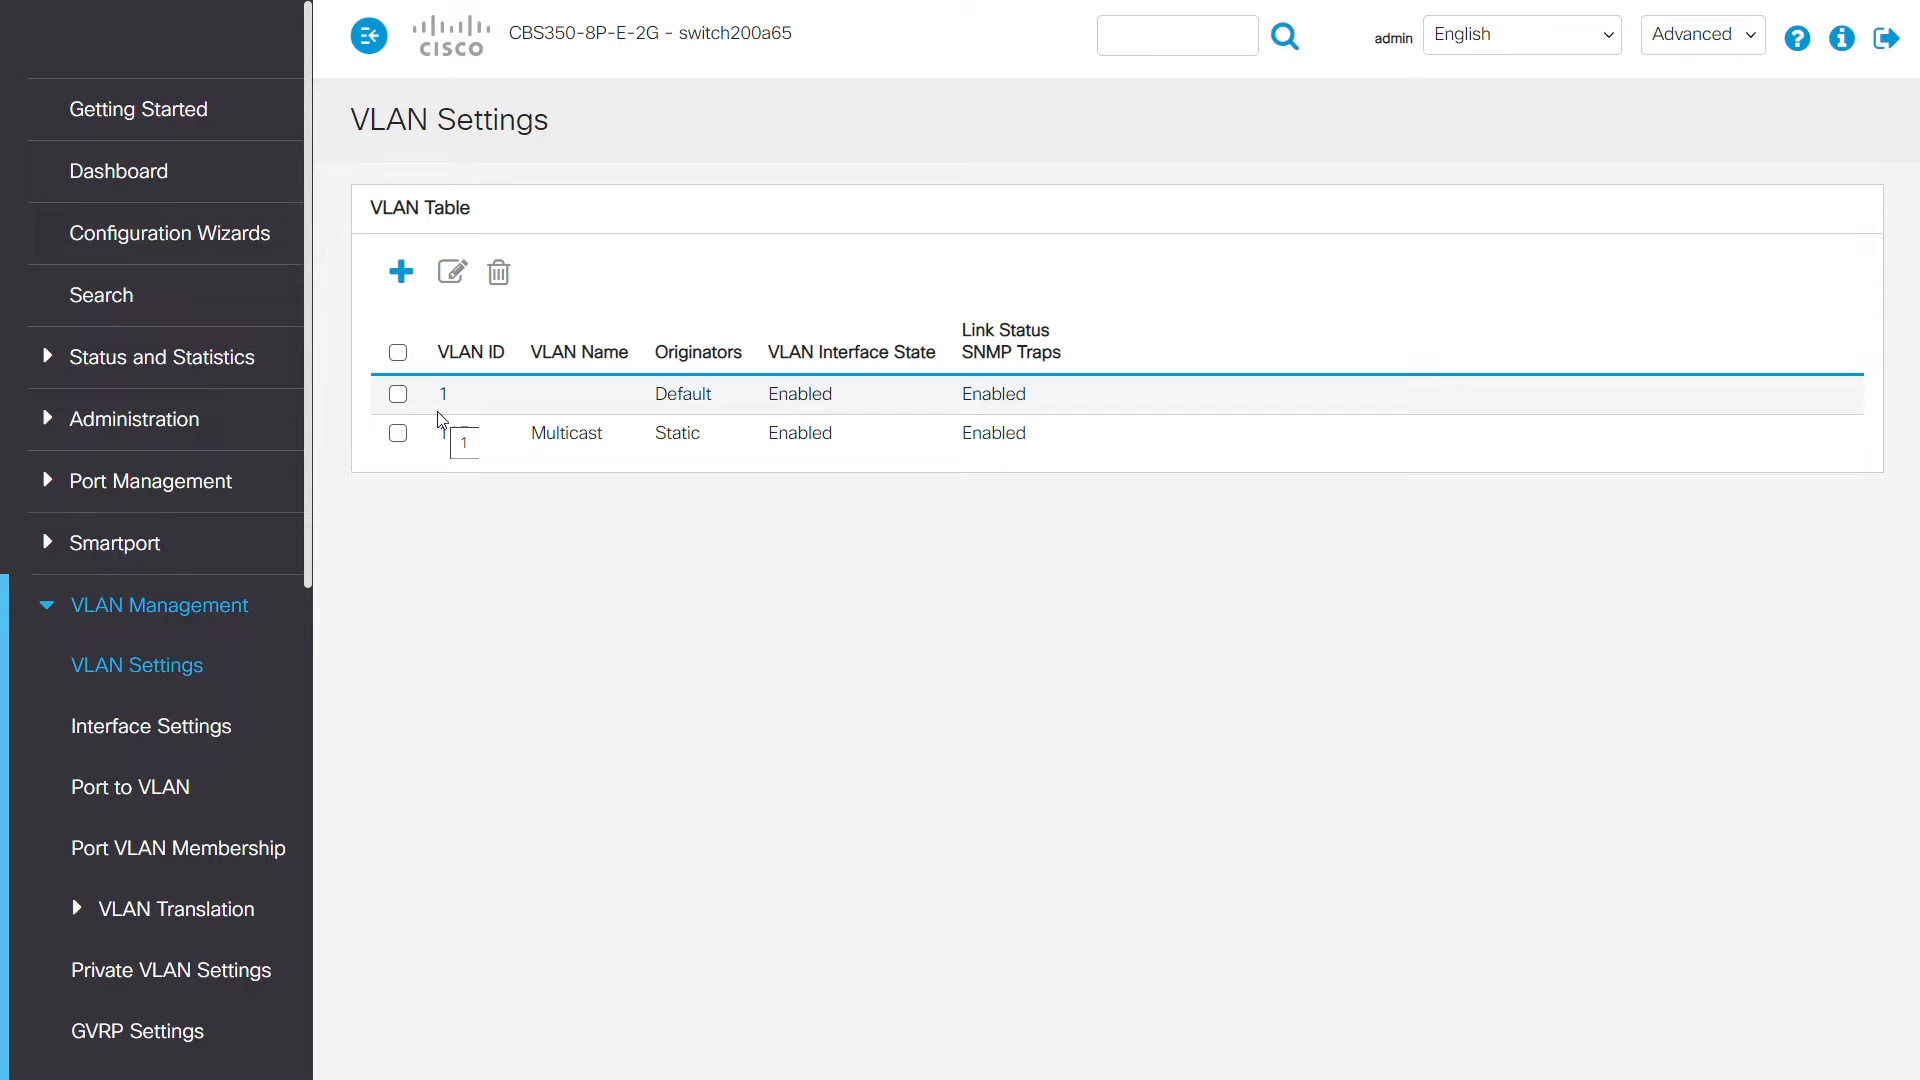 CISCO
CBS350-8P-E-2G - switch200a65
admin
English
Advanced
Getting Started
Dashboard
Configuration Wizards
Search
Status and Statistics
Administration
Port Management
Smartport
VLAN Management
VLAN Settings
Interface Settings
Port to VLAN
Port VLAN Membership
VLAN Translation
Private VLAN Settings
GVRP Settings
VLAN Settings
VLAN Table
VLAN ID VLAN Name Originators VLAN Interface State Link Status SNMP Traps
1 Default Enabled Enabled
Multicast Static Enabled Enabled
1